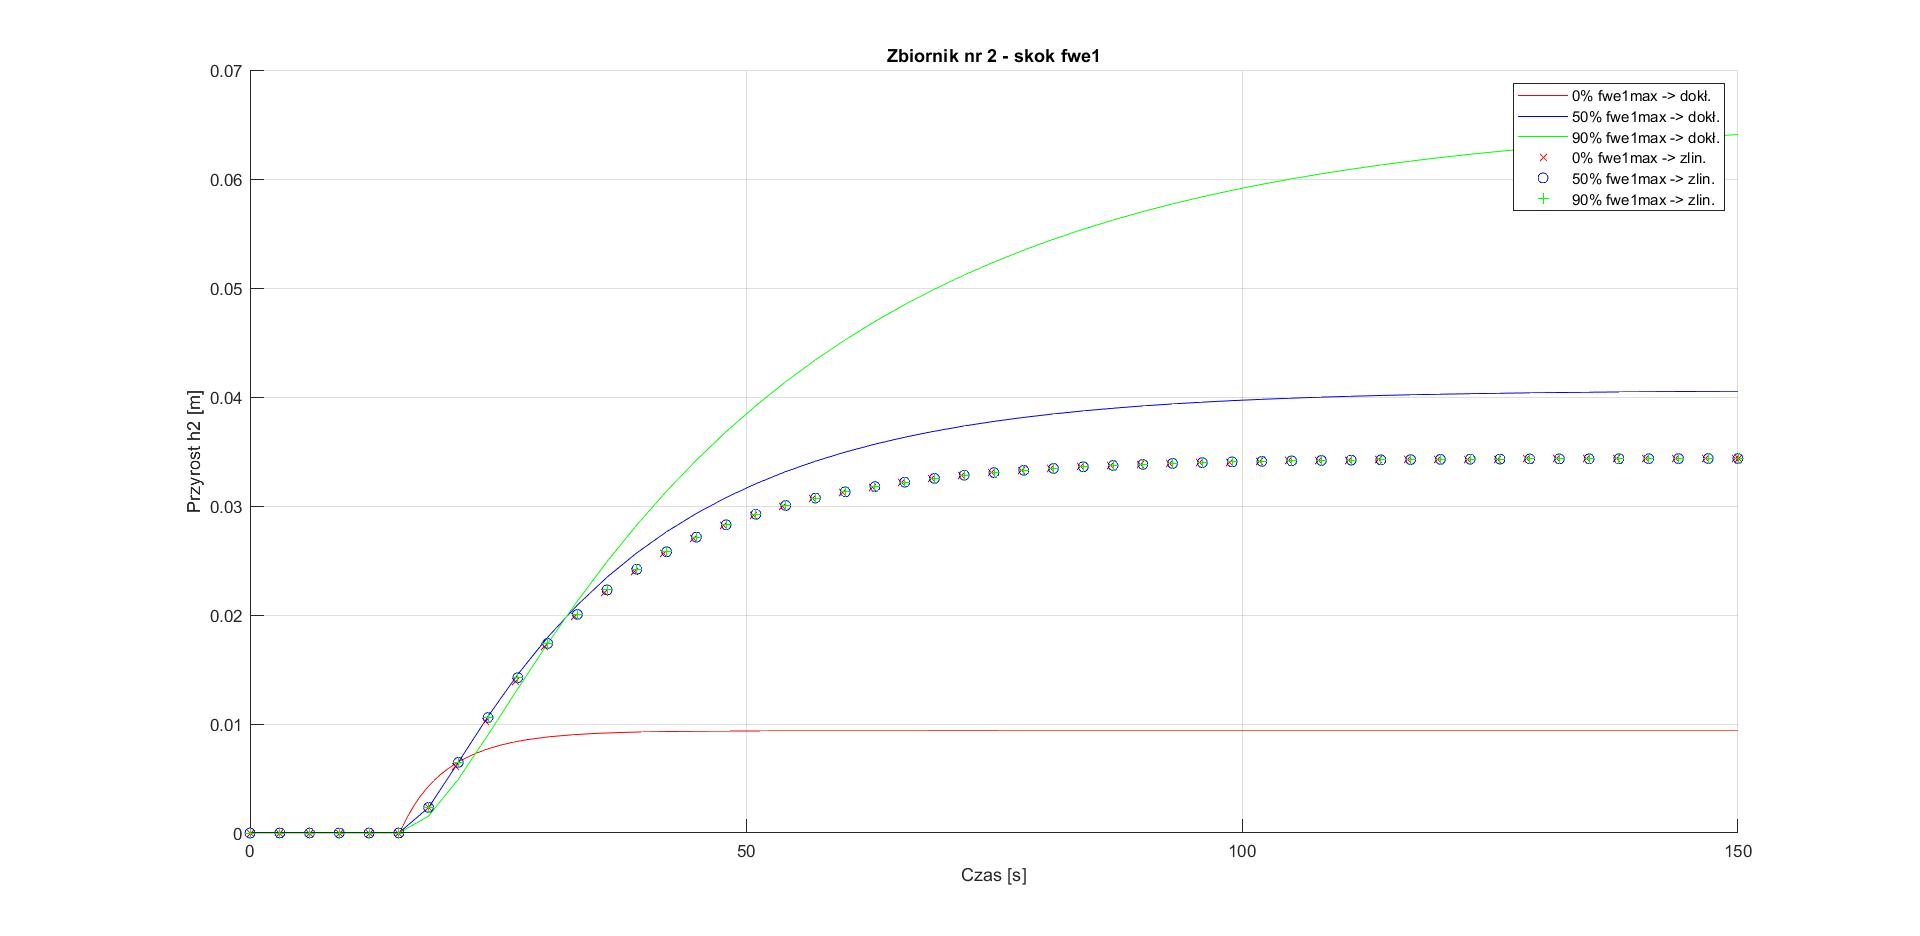 Zbiornik nr 2 - skok fwe1
0.07
0.06
0.05
0.04
0.03
0.02
0.01
0
Przyrost h2 [m]
0% fwe1max -> dokł.
50% fwe1max -> dokł.
90% fwe1max -> dokł.
0% fwe1max -> zlin.
50% fwe1max -> zlin.
90% fwe1max -> zlin.
0 50 100 150
Czas [s]